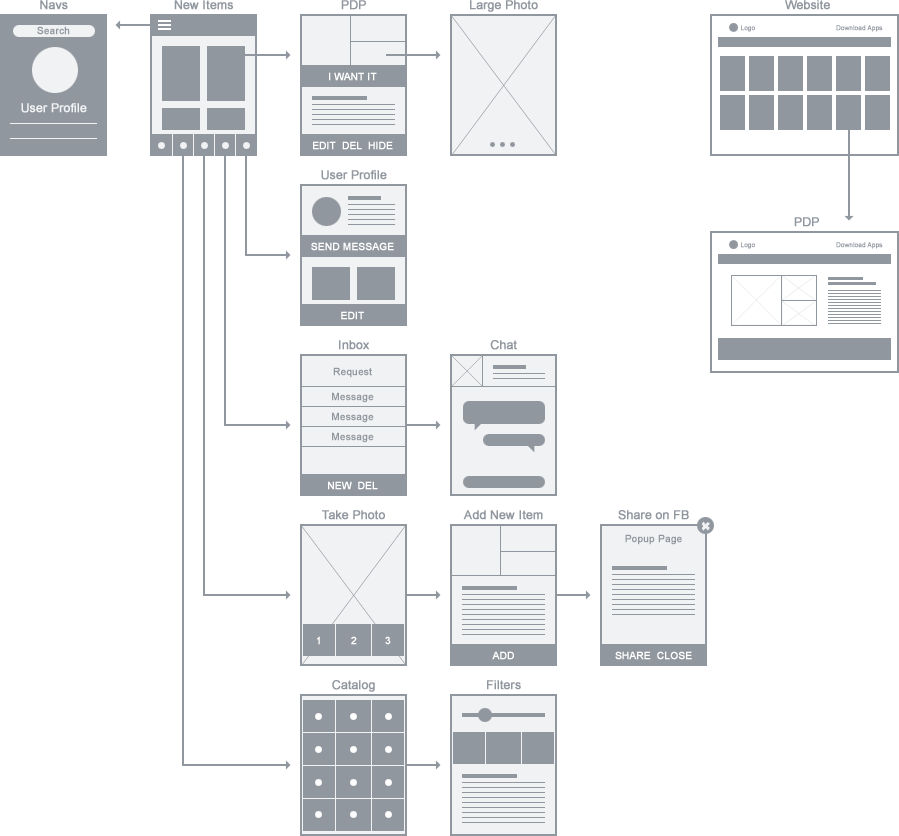 Navs
New Items
PDP
Large Photo
Website
Search
User Profile
I WANT IT
EDIT DEL HIDE
Logo
Download Apps
User Profile
SEND MESSAGE
EDIT
PDP
Logo
Download Apps
Inbox
Chat
Request
Message
Message
Message
NEW DEL
Take Photo
Add New Item
Share on FB
Popup Page
1 2 3
ADD
SHARE CLOSE
Catalog
Filters